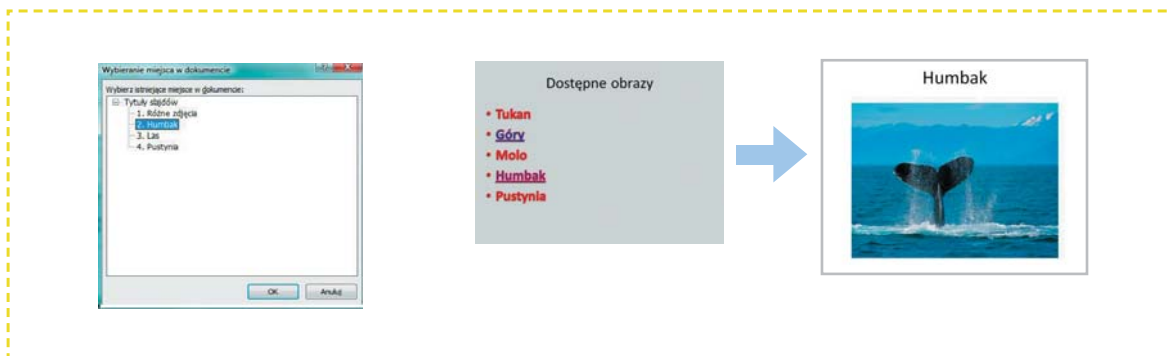 Wybieranie miejsca w dokumencie
Wybierz istniejące miejsce w dokumencie:
Tytuły slajdów
1. Różne zdjęcia
2. Humbak
3. Las
4. Pustynia
OK
Anuluj
Dostępne obrazy
• Tukan
• Góry
• Molo
• Humbak
• Pustynia
Humbak